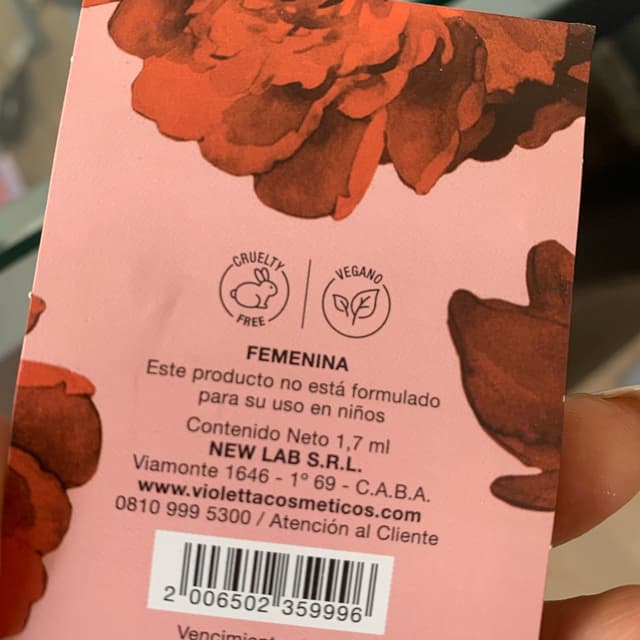 CRUELTY
FREE
VEGANO
FEMENINA
Este producto no está formulado
para su uso en niños
Contenido Neto 1,7 ml
NEW LAB S.R.L.
Viamonte 1646 - 1° 69 - C.A.B.A.
www.violettacosmeticos.com
0810 999 5300 / Atención al Cliente
2 006502 359996